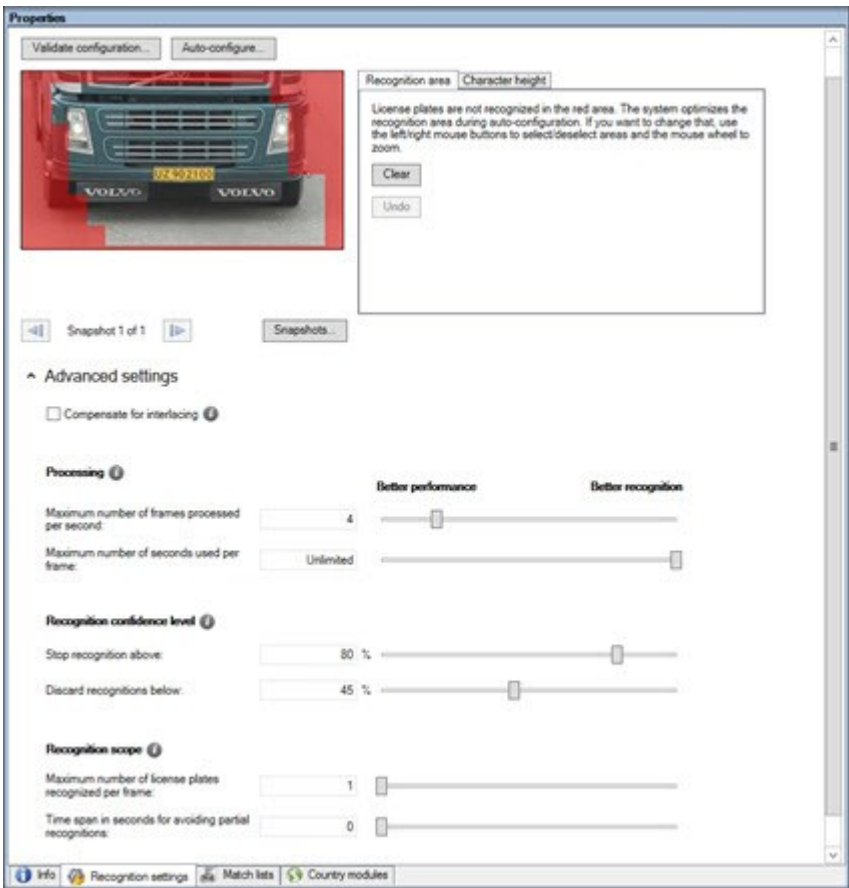 Properties
Validate configuration...
Auto-configure...
Recognition area
Character height
License plates are not recognized in the red area. The system optimizes the
recognition area during auto-configuration. If you want to change that, use
the left/right mouse buttons to select/deselect areas and the mouse wheel to
zoom.
Clear
Undo
UZ 902100
VOLVO VOLVO
Snapshot 1 of 1
Snapshots...
Advanced settings
Compensate for interlacing
Processing
Better performance Better recognition
Maximum number of frames processed
per second:
4
Maximum number of seconds used per
frame:
Unlimited
Recognition confidence level
Stop recognition above:
80 %
Discard recognitions below:
45 %
Recognition scope
Maximum number of license plates
recognized per frame:
1
Time span in seconds for avoiding partial
recognitions:
0
Info
Recognition settings
Match lists
Country modules